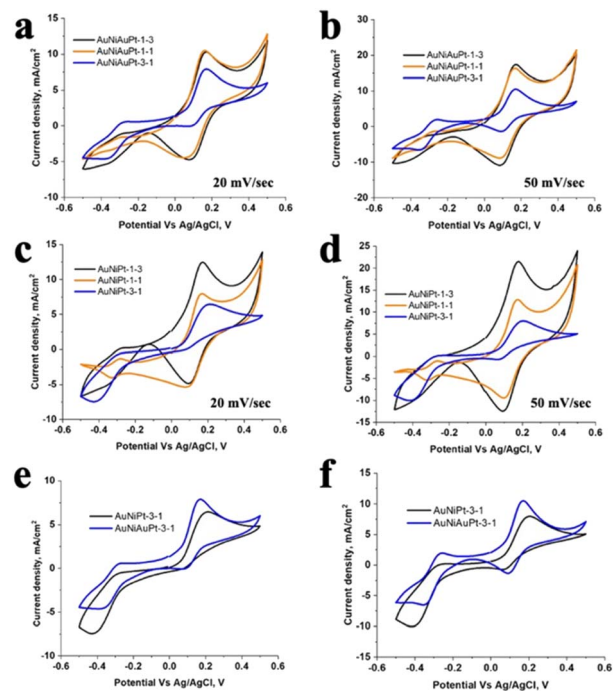 a
AuNiAuPt-1-3
AuNiAuPt-1-1
AuNiAuPt-3-1
20 mV/sec
Current density, mA/cm²
15
10
5
0
-5
-10
-0.6 -0.4 -0.2 0.0 0.2 0.4 0.6
Potential Vs Ag/AgCl, V
b
AuNiAuPt-1-3
AuNiAuPt-1-1
AuNiAuPt-3-1
50 mV/sec
Current density, mA/cm²
30
20
10
0
-10
-20
-0.6 -0.4 -0.2 0.0 0.2 0.4 0.6
Potential Vs Ag/AgCl, V
c
AuNiPt-1-3
AuNiPt-1-1
AuNiPt-3-1
20 mV/sec
Current density, mA/cm²
15
10
5
0
-5
-10
-0.6 -0.4 -0.2 0.0 0.2 0.4 0.6
Potential Vs Ag/AgCl, V
d
AuNiPt-1-3
AuNiPt-1-1
AuNiPt-3-1
50 mV/sec
Current density, mA/cm²
25
20
15
10
5
0
-5
-10
-15
-0.6 -0.4 -0.2 0.0 0.2 0.4 0.6
Potential Vs Ag/AgCl, V
e
AuNiPt-3-1
AuNiAuPt-3-1
Current density, mA/cm²
10
5
0
-5
-10
-0.6 -0.4 -0.2 0.0 0.2 0.4 0.6
Potential Vs Ag/AgCl, V
f
AuNiPt-3-1
AuNiAuPt-3-1
Current density, mA/cm²
15
10
5
0
-5
-10
-0.6 -0.4 -0.2 0.0 0.2 0.4 0.6
Potential Vs Ag/AgCl, V